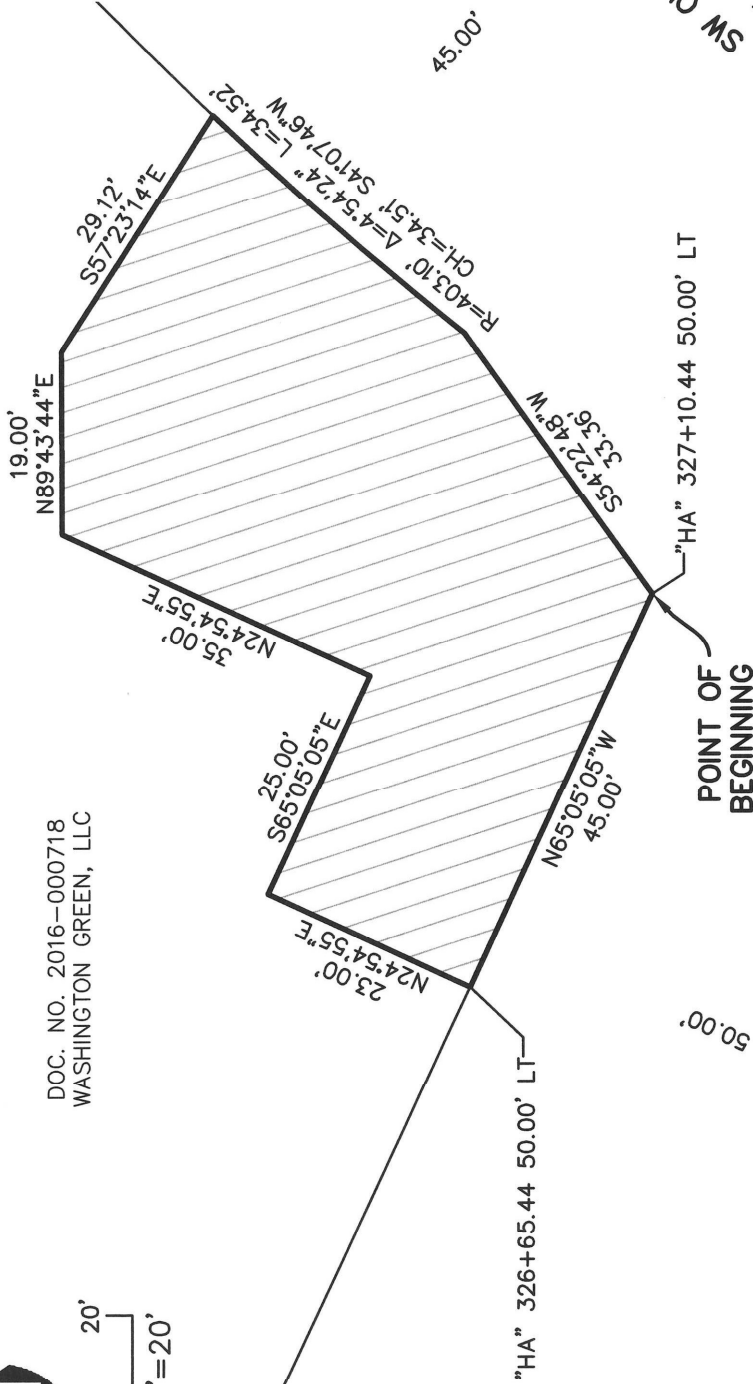 DOC. NO. 2016-000718
WASHINGTON GREEN, LLC
20'
'=20'
19.00'
N89°43'44"E
29.12'
S57°23'14"E
R=403.10' Δ=4°54'24" L=34.52'
CH.=34.51' S41°07'46"W
45.00'
SW
35.00'
N24°54'55"E
25.00'
S65°05'05"E
23.00'
N24°54'55"E
S54°22'48"W
33.36'
N65°05'05"W
45.00'
"HA" 327+10.44 50.00' LT
POINT OF
BEGINNING
"HA" 326+65.44 50.00' LT
50.00'